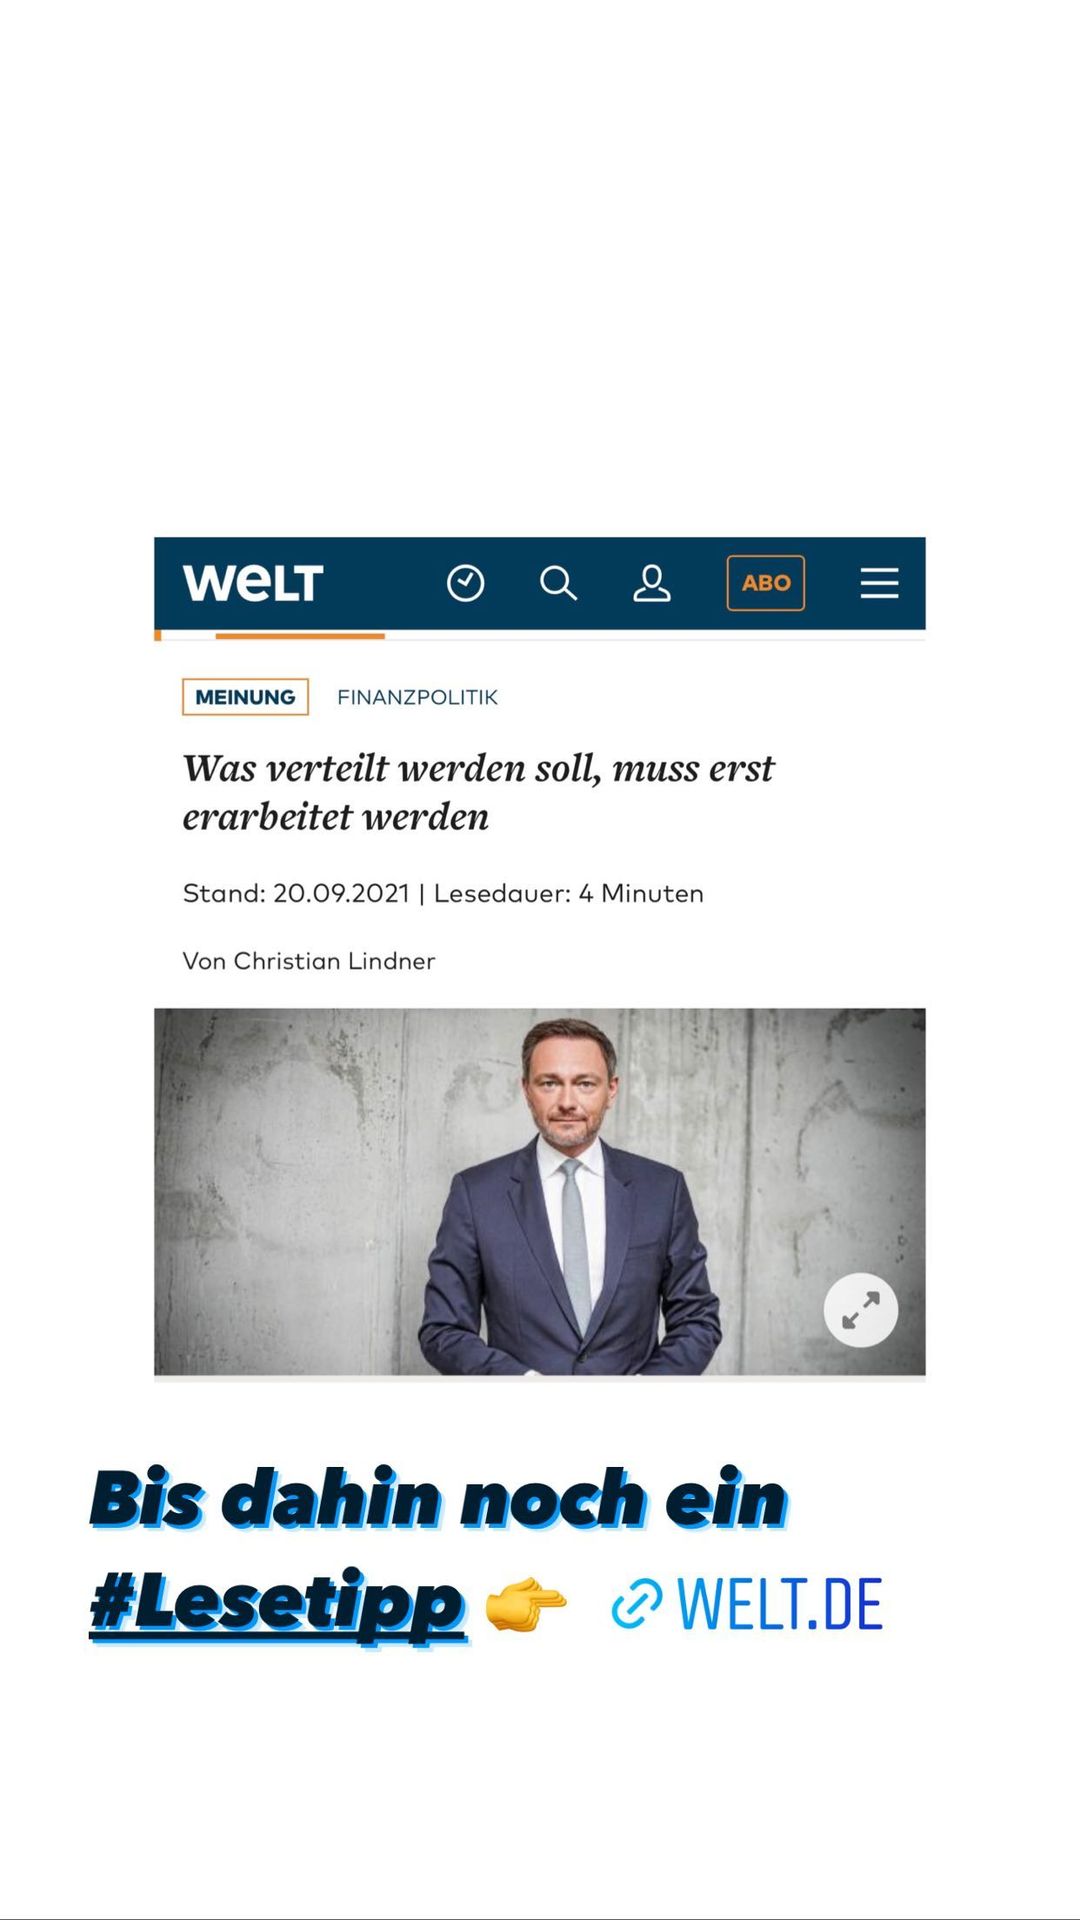 WELT
ABO
MEINUNG FINANZPOLITIK
Was verteilt werden soll, muss erst
erarbeitet werden
Stand: 20.09.2021 | Lesedauer: 4 Minuten
Von Christian Lindner
Bis dahin noch ein
#Lesetipp 👉 WELT.DE